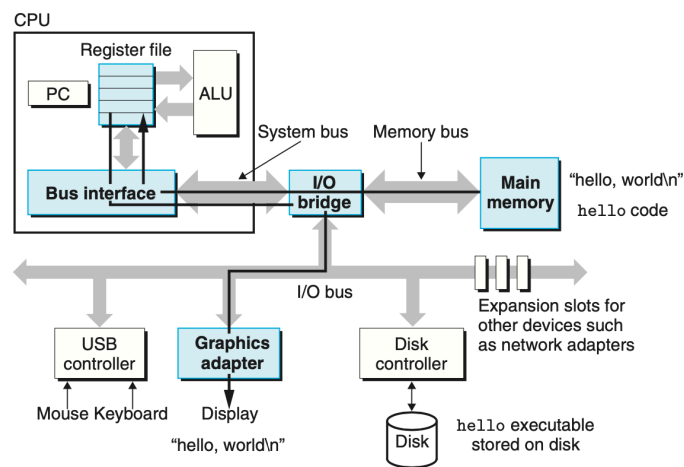 CPU
Register file
PC
ALU
System bus
Memory bus
Bus interface
I/O
bridge
Main
memory
"hello, world\n"
hello code
I/O bus
Expansion slots for
other devices such
as network adapters
USB
controller
Graphics
adapter
Disk
controller
Mouse Keyboard
Display
"hello, world\n"
Disk
hello executable
stored on disk